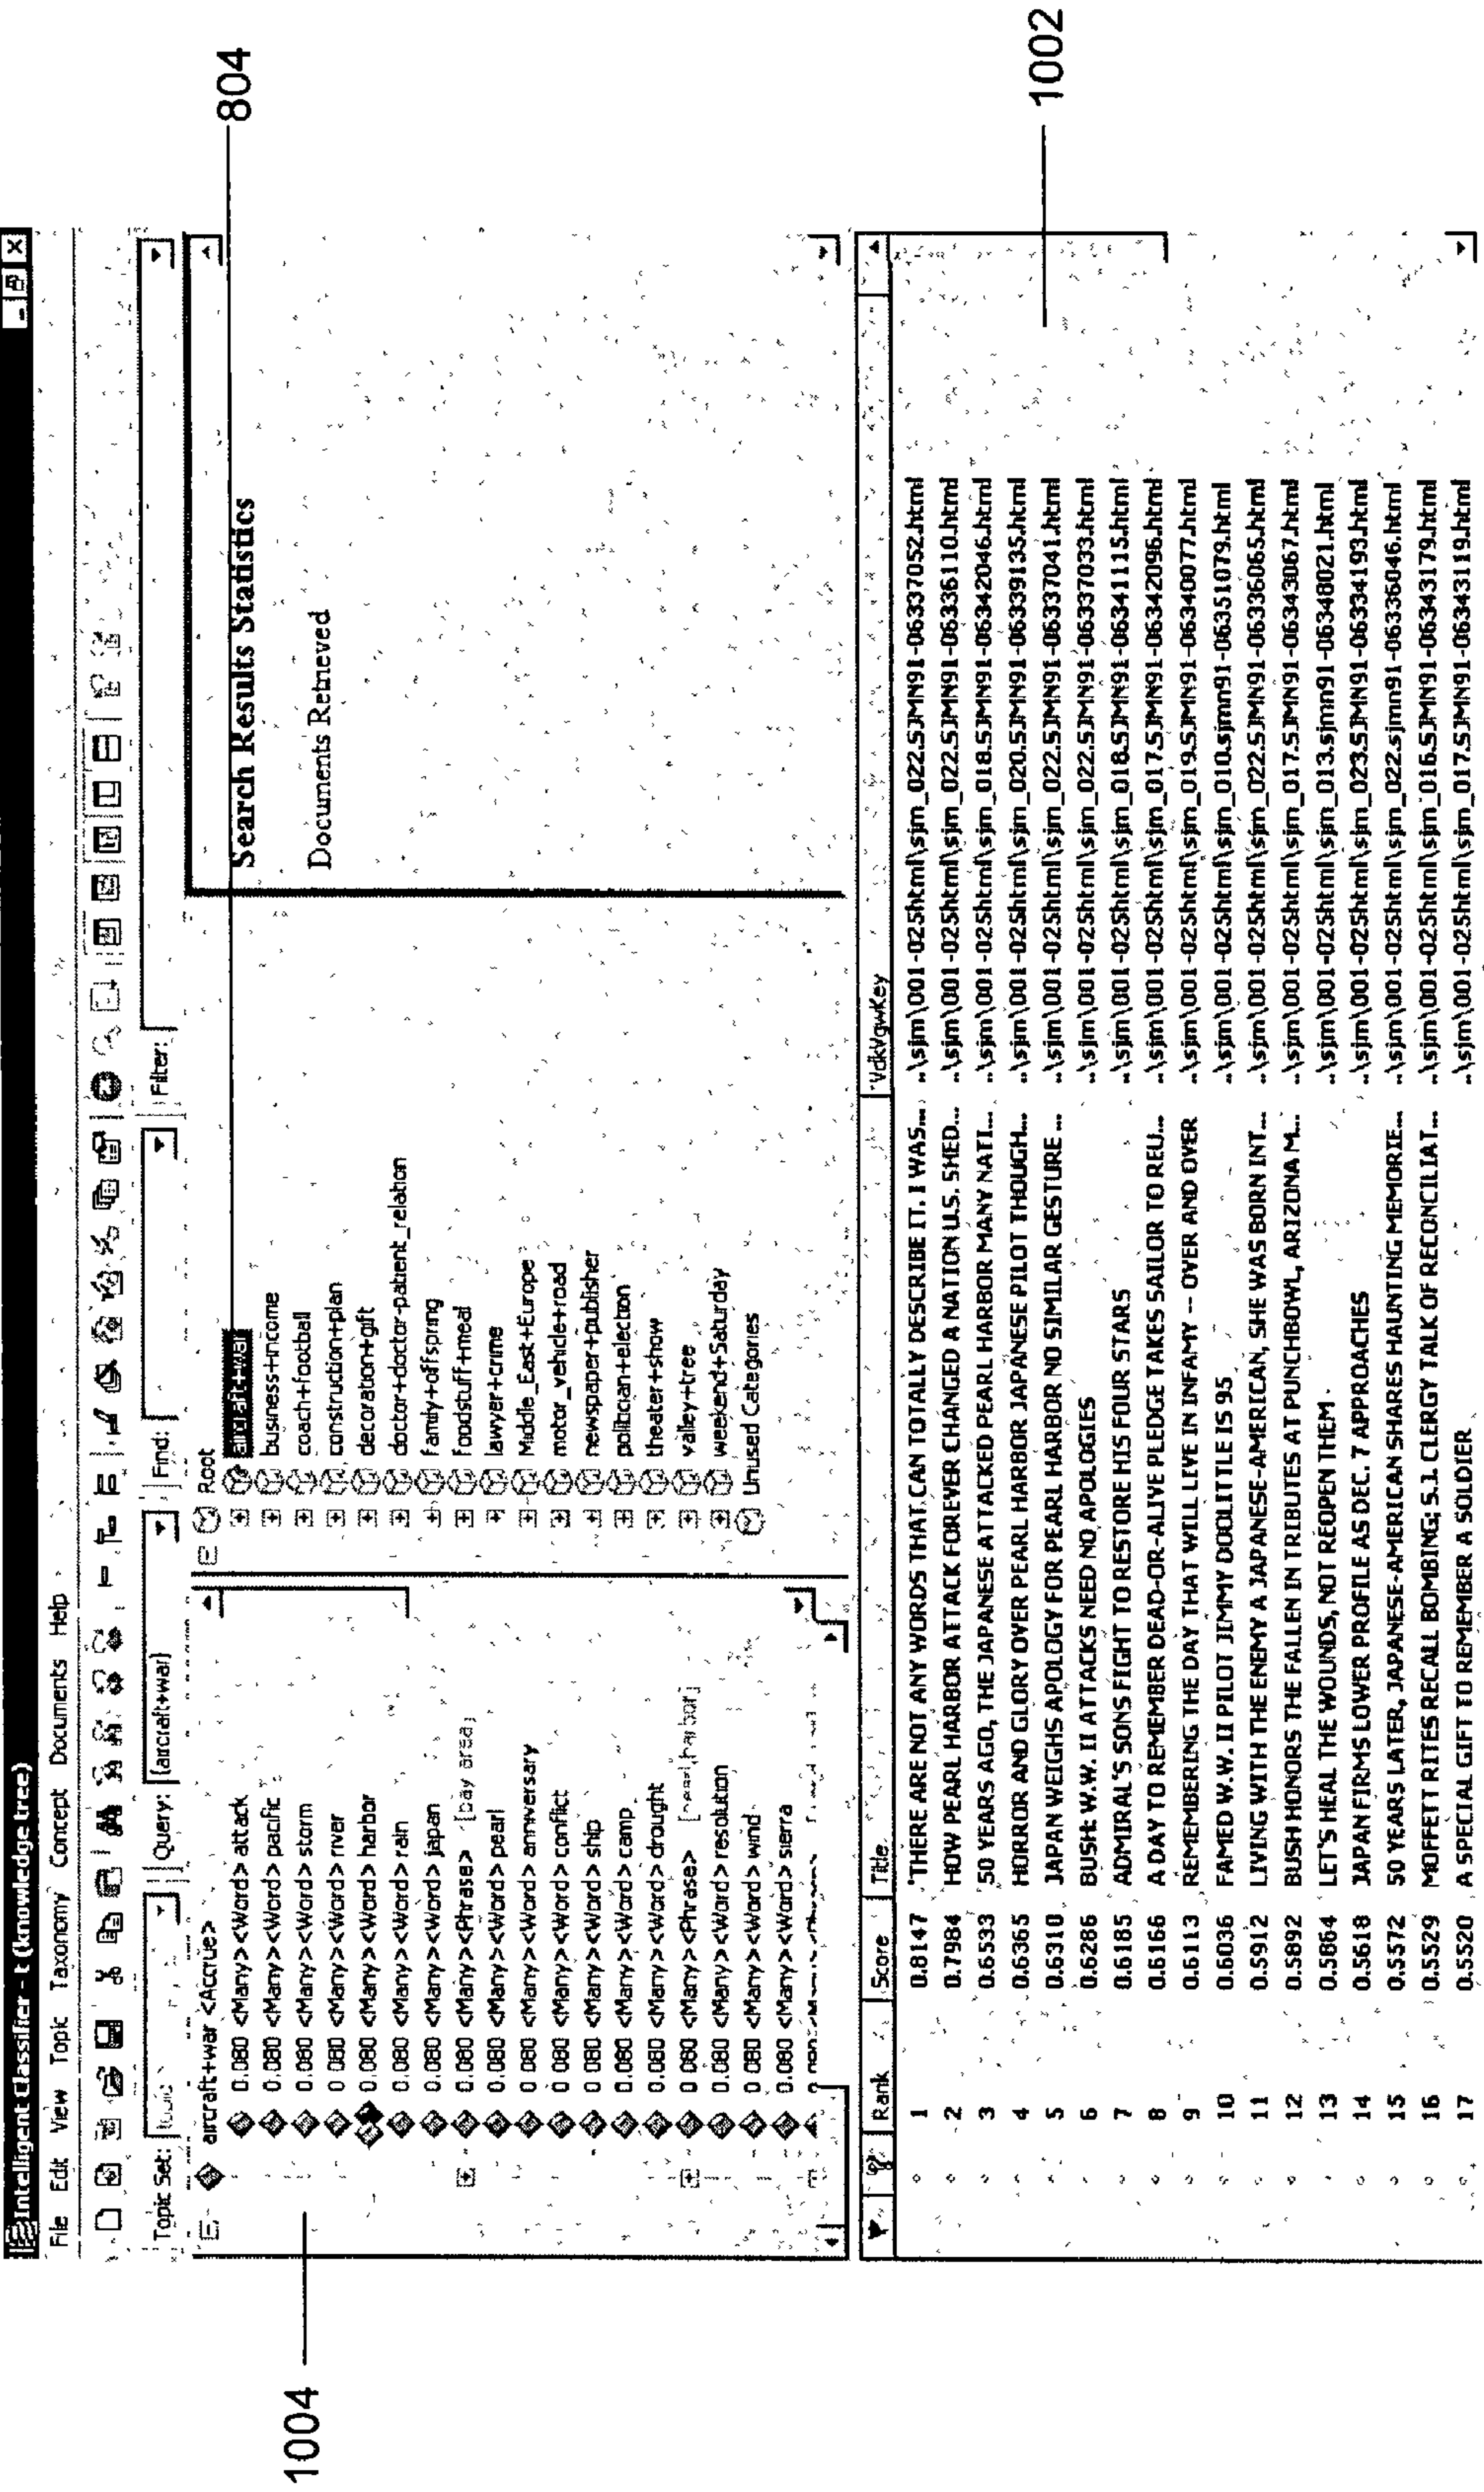 Intelligent Classifier - t (knowledge tree)
File Edit View Topic Taxonomy Concept Documents Help
Topic Set:
Query: (aircraft+war)
Find:
Filter:
aircraft+war <Accrue>
0.080 <Many><Word> attack
0.080 <Many><Word> pacific
0.080 <Many><Word> storm
0 080 <Many><Word> river
0.080 <Many><Word> harbor
0.080 <Many><Word> rain
0.080 <Many><Word> japan
0.080 <Many><Phrase> [bay area]
0.080 <Many><Word> pearl
0 080 <Many><Word> anniversary
0 080 <Many><Word> conflict
0 080 <Many><Word> ship
0.080 <Many><Word> camp
0.080 <Many><Word> drought
0 080 <Many><Phrase> [pearl,harbor]
0.080 <Many><Word> resolution
0 080 <Many><Word> wind
0.080 <Many><Word> sierra
1004
Root
aircraft+war
business+income
coach+football
construction+plan
decoration+gift
doctor+doctor-patient_relation
family+offspring
foodstuff+meal
lawyer+crime
Middle_East+Europe
motor_vehicle+road
newspaper+publisher
politician+election
theater+show
valley+tree
weekend+Saturday
Unused Categories
804
Search Results Statistics
Documents Retrieved
Rank Score Title VdkVgwKey
1 0.8147 'THERE ARE NOT ANY WORDS THAT CAN TOTALLY DESCRIBE IT. I WAS... ..\sjm\001-025html\sjm_022.SJMN91-06337052.html
2 0.7984 HOW PEARL HARBOR ATTACK FOREVER CHANGED A NATION U.S. SHED... ..\sjm\001-025html\sjm_022.SJMN91-06336110.html
3 0.6533 50 YEARS AGO, THE JAPANESE ATTACKED PEARL HARBOR MANY NATI... ..\sjm\001-025html\sjm_018.SJMN91-06342046.html
4 0.6365 HORROR AND GLORY OVER PEARL HARBOR JAPANESE PILOT THOUGH... ..\sjm\001-025html\sjm_020.SJMN91-06339135.html
5 0.6310 JAPAN WEIGHS APOLOGY FOR PEARL HARBOR NO SIMILAR GESTURE ... ..\sjm\001-025html\sjm_022.SJMN91-06337041.html
6 0.6286 BUSH: W.W. II ATTACKS NEED NO APOLOGIES ..\sjm\001-025html\sjm_022.SJMN91-06337033.html
7 0.6185 ADMIRAL'S SONS FIGHT TO RESTORE HIS FOUR STARS ..\sjm\001-025html\sjm_018.SJMN91-06341115.html
8 0.6166 A DAY TO REMEMBER DEAD-OR-ALIVE PLEDGE TAKES SAILOR TO REU... ..\sjm\001-025html\sjm_017.SJMN91-06342096.html
9 0.6113 REMEMBERING THE DAY THAT WILL LIVE IN INFAMY -- OVER AND OVER ..\sjm\001-025html\sjm_019.SJMN91-06340077.html
10 0.6036 FAMED W.W. II PILOT JIMMY DOOLITTLE IS 95 ..\sjm\001-025html\sjm_010.sjmn91-06351079.html
11 0.5912 LIVING WITH THE ENEMY A JAPANESE-AMERICAN, SHE WAS BORN INT... ..\sjm\001-025html\sjm_022.SJMN91-06336065.html
12 0.5892 BUSH HONORS THE FALLEN IN TRIBUTES AT PUNCHBOWL, ARIZONA M... ..\sjm\001-025html\sjm_017.SJMN91-06343067.html
13 0.5864 LET'S HEAL THE WOUNDS, NOT REOPEN THEM ..\sjm\001-025html\sjm_013.sjmn91-06348021.html
14 0.5618 JAPAN FIRMS LOWER PROFILE AS DEC. 7 APPROACHES ..\sjm\001-025html\sjm_023.SJMN91-06334193.html
15 0.5572 50 YEARS LATER, JAPANESE-AMERICAN SHARES HAUNTING MEMORIE... ..\sjm\001-025html\sjm_022.sjmn91-06336046.html
16 0.5529 MOFFETT RITES RECALL BOMBING; S.J. CLERGY TALK OF RECONCILIAT... ..\sjm\001-025html\sjm_016.SJMN91-06343179.html
17 0.5520 A SPECIAL GIFT TO REMEMBER A SOLDIER ..\sjm\001-025html\sjm_017.SJMN91-06343119.html
1002